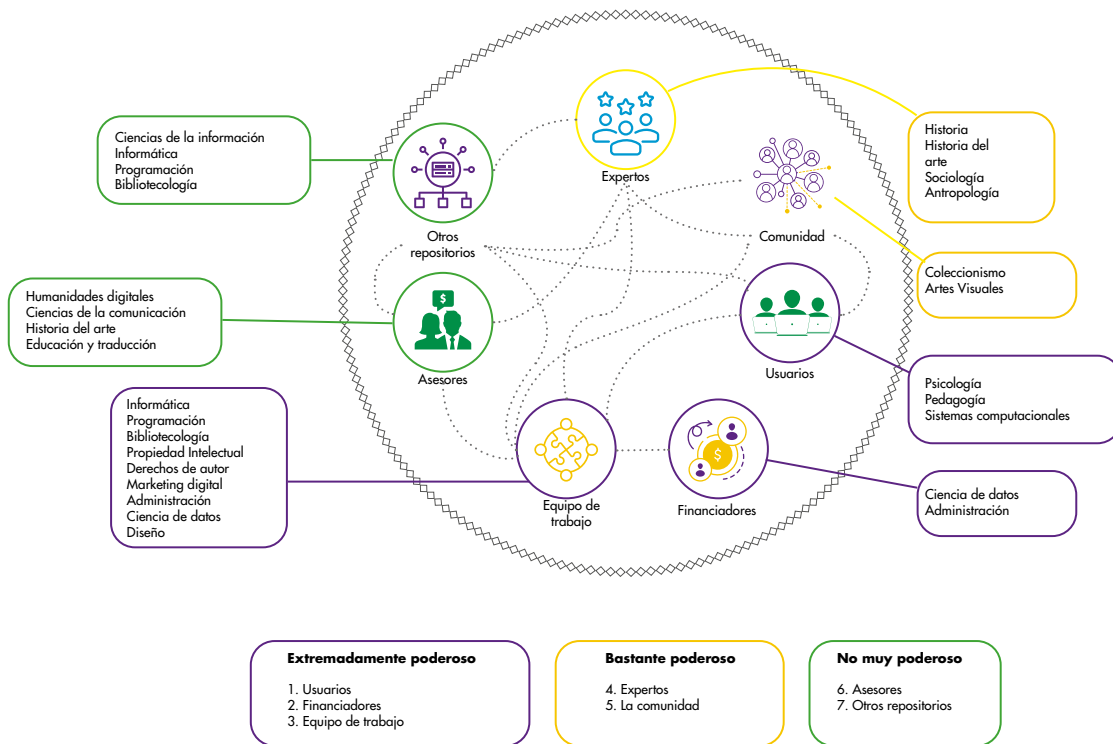 Ciencias de la información
Informática
Programación
Bibliotecología
Otros
repositorios
Expertos
Historia
Historia del
arte
Sociología
Antropología
Comunidad
Coleccionismo
Artes Visuales
Humanidades digitales
Ciencias de la comunicación
Historia del arte
Educación y traducción
$
Asesores
Usuarios
Psicología
Pedagogía
Sistemas computacionales
Informática
Programación
Bibliotecología
Propiedad Intelectual
Derechos de autor
Marketing digital
Administración
Ciencia de datos
Diseño
Equipo de
trabajo
$
Financiadores
Ciencia de datos
Administración
Extremadamente poderoso
1. Usuarios
2. Financiadores
3. Equipo de trabajo
Bastante poderoso
4. Expertos
5. La comunidad
No muy poderoso
6. Asesores
7. Otros repositorios